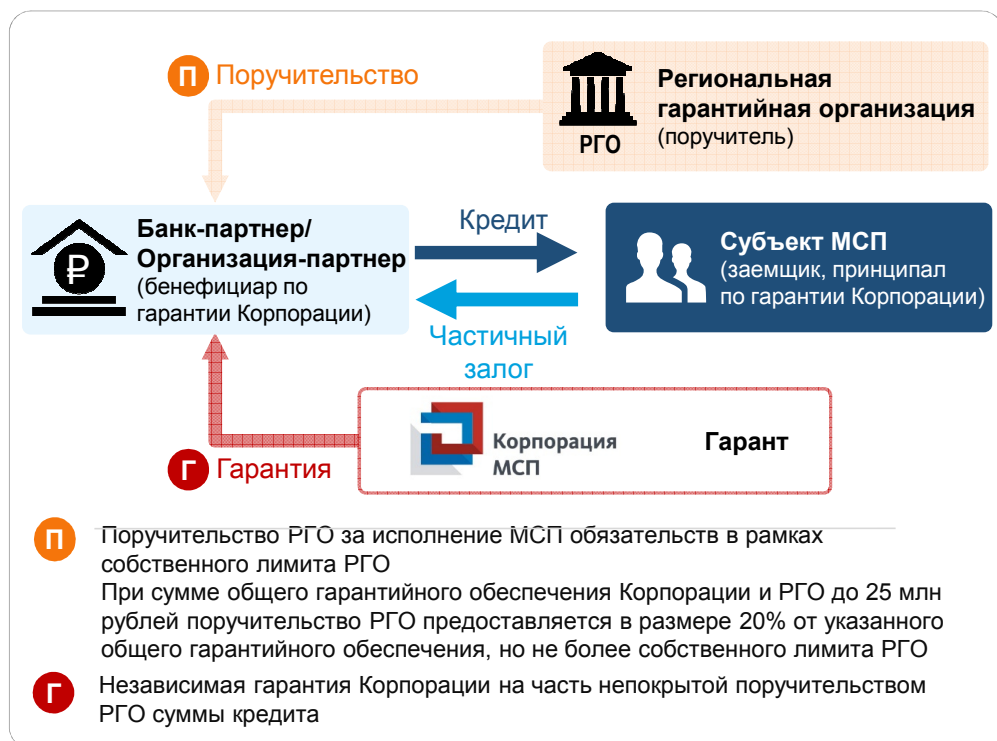 П Поручительство
Региональная
гарантийная организация
(поручитель)
РГО
Банк-партнер/
Организация-партнер
(бенефициар по
гарантии Корпорации)
₽
Кредит
Частичный
залог
Субъект МСП
(заемщик, принципал
по гарантии Корпорации)
Корпорация
МСП
Гарант
Г Гарантия
П Поручительство РГО за исполнение МСП обязательств в рамках
собственного лимита РГО
При сумме общего гарантийного обеспечения Корпорации и РГО до 25 млн
рублей поручительство РГО предоставляется в размере 20% от указанного
общего гарантийного обеспечения, но не более собственного лимита РГО
Г Независимая гарантия Корпорации на часть непокрытой поручительством
РГО суммы кредита